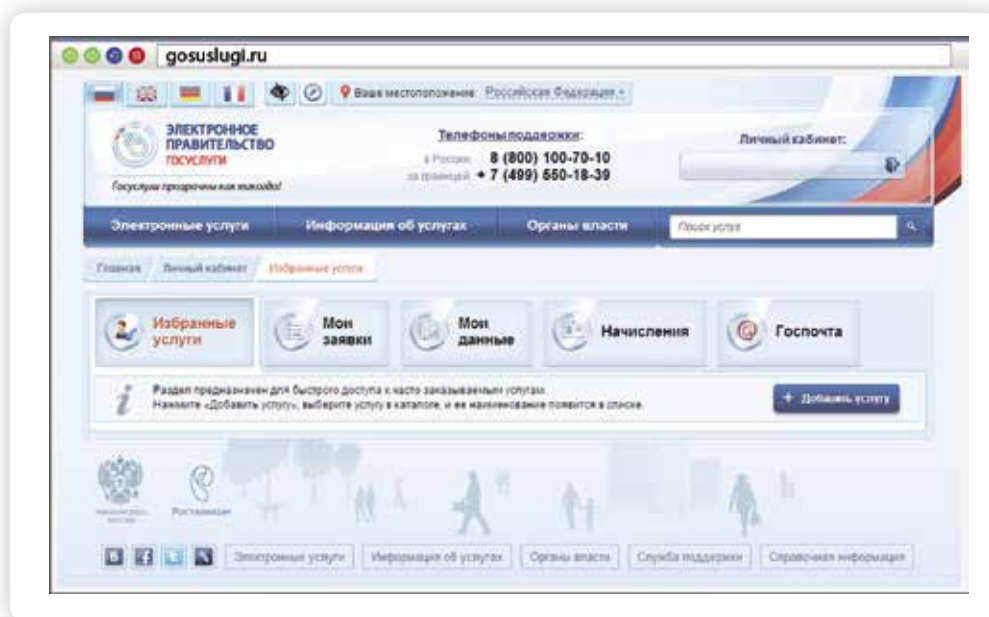 gosuslugi.ru
Ваше местоположение: Российская Федерация
ЭЛЕКТРОННОЕ
ПРАВИТЕЛЬСТВО
ГОСУСЛУГИ
Госуслуги прозрачны как никогда!
Телефоны поддержки:
в России: 8 (800) 100-70-10
за границей: + 7 (499) 550-18-39
Личный кабинет:
Электронные услуги
Информация об услугах
Органы власти
Поиск услуг
Главная
Личный кабинет
Избранные услуги
Избранные
услуги
Мои
заявки
Мои
данные
Начисления
Госпочта
Раздел предназначен для быстрого доступа к часто заказываемым услугам.
Нажмите «Добавить услугу», выберите услугу в каталоге, и ее наименование появится в списке.
+ Добавить услугу
Ростелеком
Электронные услуги
Информация об услугах
Органы власти
Служба поддержки
Справочная информация